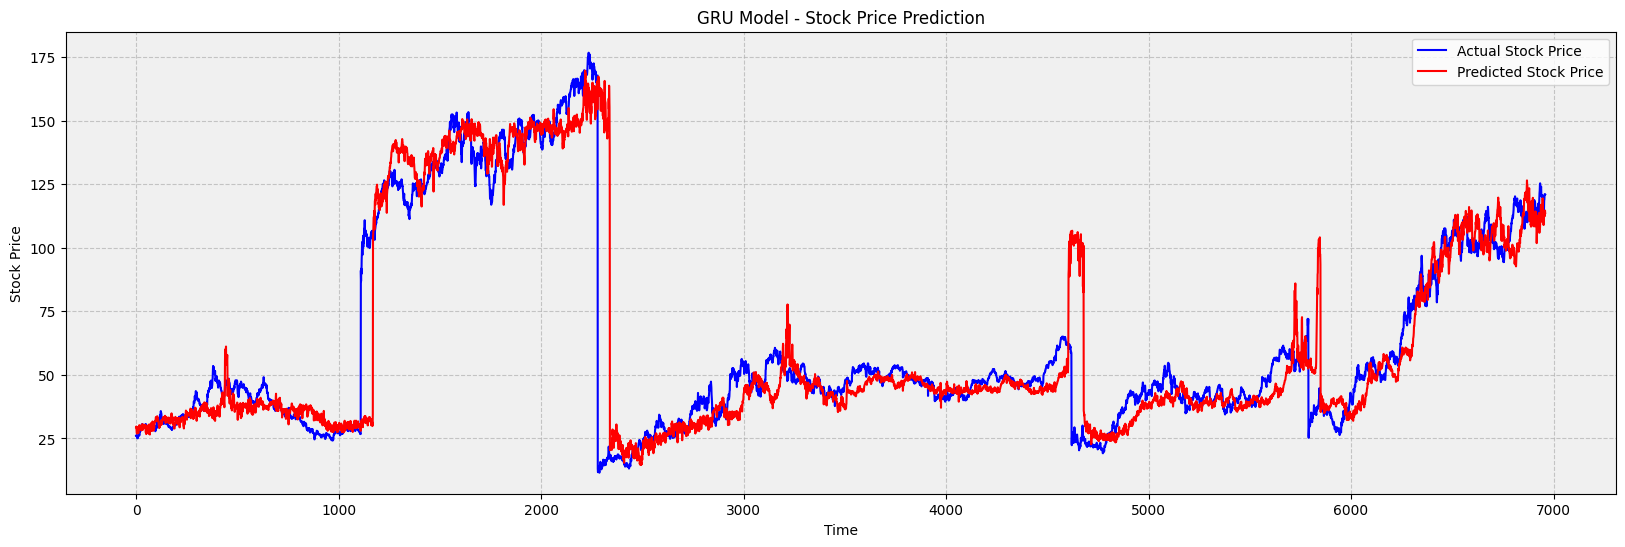 GRU Model - Stock Price Prediction
Actual Stock Price
Predicted Stock Price
Stock Price
175
150
125
100
75
50
25
0 1000 2000 3000 4000 5000 6000 7000
Time